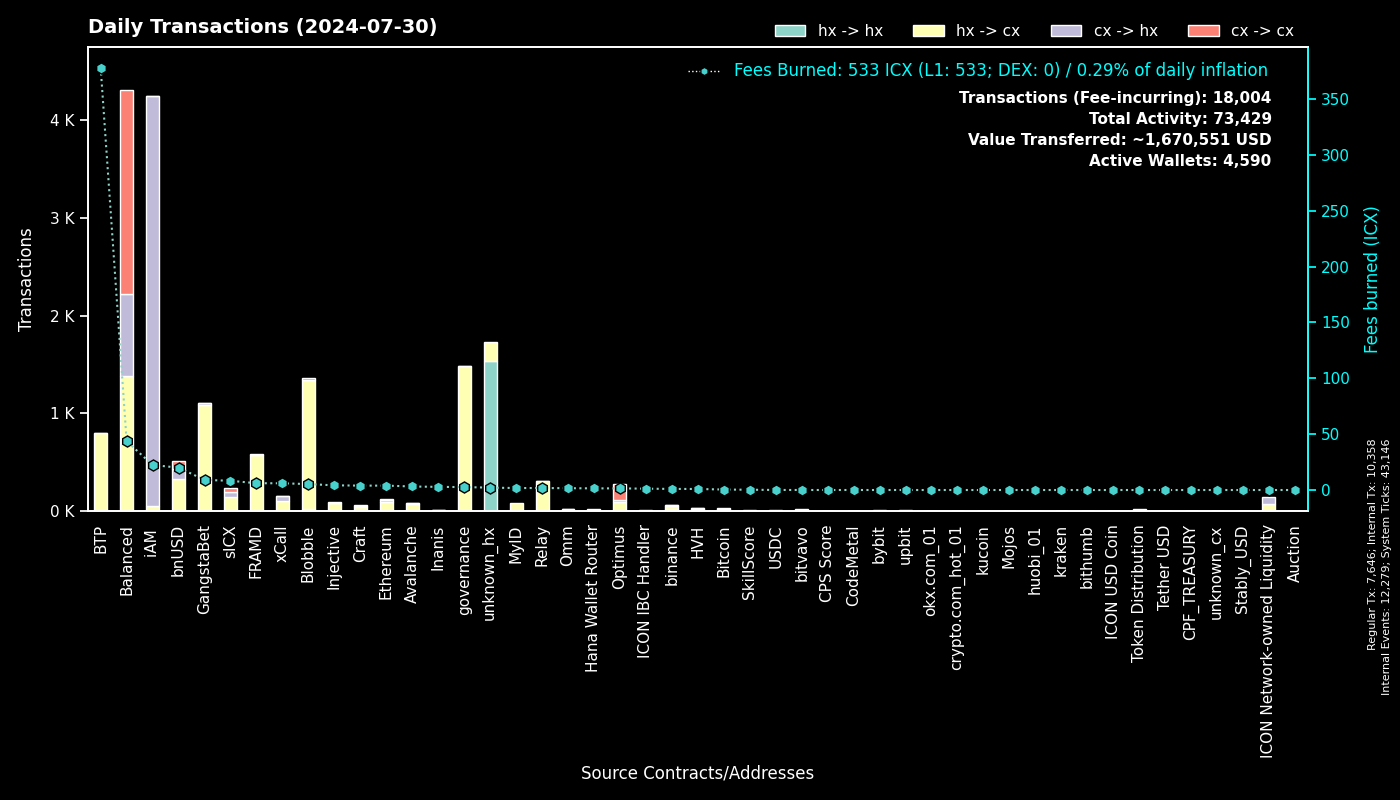 Daily Transactions (2024-07-30)
hx -> hx
hx -> cx
cx -> hx
cx -> cx
Fees Burned: 533 ICX (L1: 533; DEX: 0) / 0.29% of daily inflation
Transactions (Fee-incurring): 18,004
Total Activity: 73,429
Value Transferred: ~1,670,551 USD
Active Wallets: 4,590
Transactions
4 K
3 K
2 K
1 K
0 K
350
300
250
200
150
100
50
0
Fees burned (ICX)
BTP
Balanced
iAM
bnUSD
GangstaBet
sICX
FRAMD
xCall
Blobble
Injective
Craft
Ethereum
Avalanche
Inanis
governance
unknown_hx
MyID
Relay
Omm
Hana Wallet Router
Optimus
ICON IBC Handler
binance
HVH
Bitcoin
SkillScore
USDC
bitvavo
CPS Score
CodeMetal
bybit
upbit
okx.com_01
crypto.com_hot_01
kucoin
Mojos
huobi_01
kraken
bithumb
ICON USD Coin
Token Distribution
Tether USD
CPF_TREASURY
unknown_cx
Stably_USD
ICON Network-owned Liquidity
Auction
Source Contracts/Addresses
Regular Tx: 7,646; Internal Tx: 10,358
Internal Events: 12,279; System Ticks: 43,146